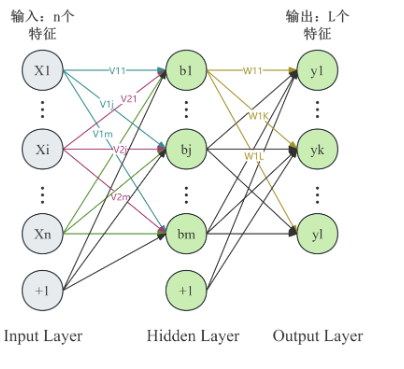 输入：n个
特征
输出：L个
特征
X1
V11
b1
W11
y1
V1j
V21
W1K
V1m
Xi
V2j
bj
W1L
yk
V2m
Xn
bm
yl
+1
+1
Input Layer
Hidden Layer
Output Layer